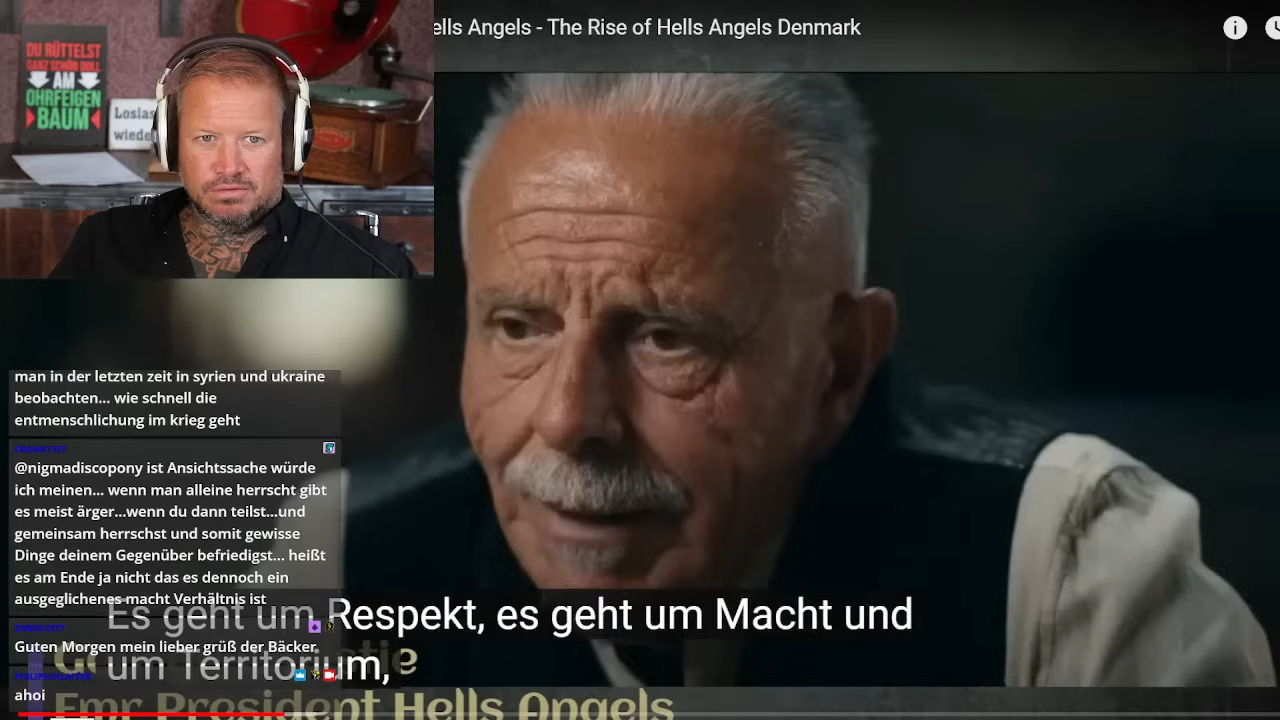 ells Angels - The Rise of Hells Angels Denmark
DU RÜTTELST
GANZ SCHÖN DOLL
AM
OHRFEIGEN
BAUM
Loslas
wiede
man in der letzten zeit in syrien und ukraine
beobachten... wie schnell die
entmenschlichung im krieg geht
@nigmadiscopony ist Ansichtssache würde
ich meinen... wenn man alleine herrscht gibt
es meist ärger...wenn du dann teilst...und
gemeinsam herrschst und somit gewisse
Dinge deinem Gegenüber befriedigst... heißt
es am Ende ja nicht das es dennoch ein
ausgeglichenes macht Verhältnis ist
Guten Morgen mein lieber grüß der Bäcker
ahoi
Es geht um Respekt, es geht um Macht und
um Territorium,
Fmr President Hells Angels